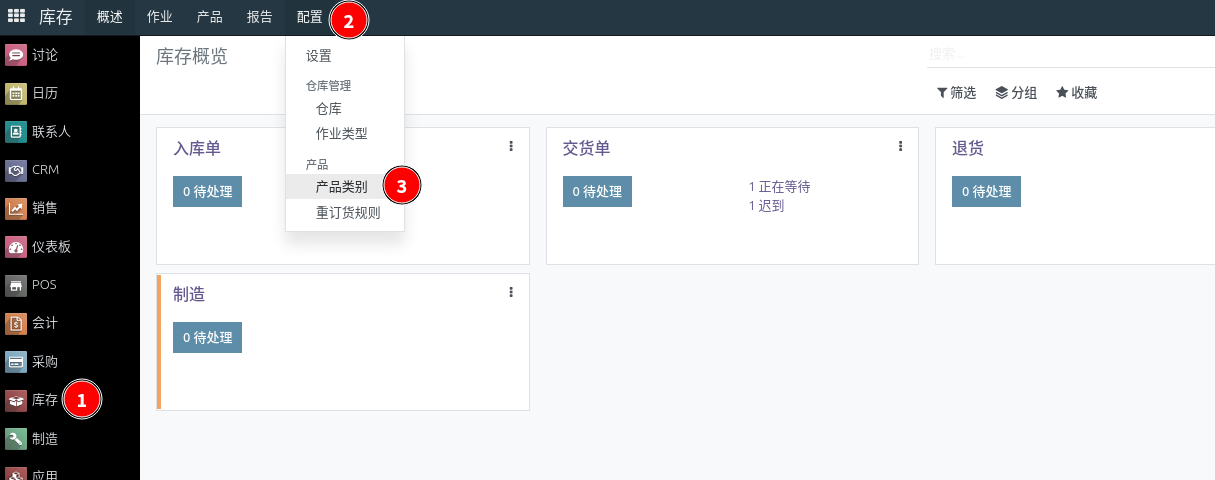 库存 概述 作业 产品 报告 配置 2
讨论
日历
联系人
CRM
销售
仪表板
POS
会计
采购
库存 1
制造
应用
设置
仓库管理
仓库
作业类型
产品
产品类别 3
重订货规则
库存概览
搜索...
筛选 分组 收藏
入库单
0 待处理
交货单
0 待处理
1 正在等待
1 迟到
退货
0 待处理
制造
0 待处理